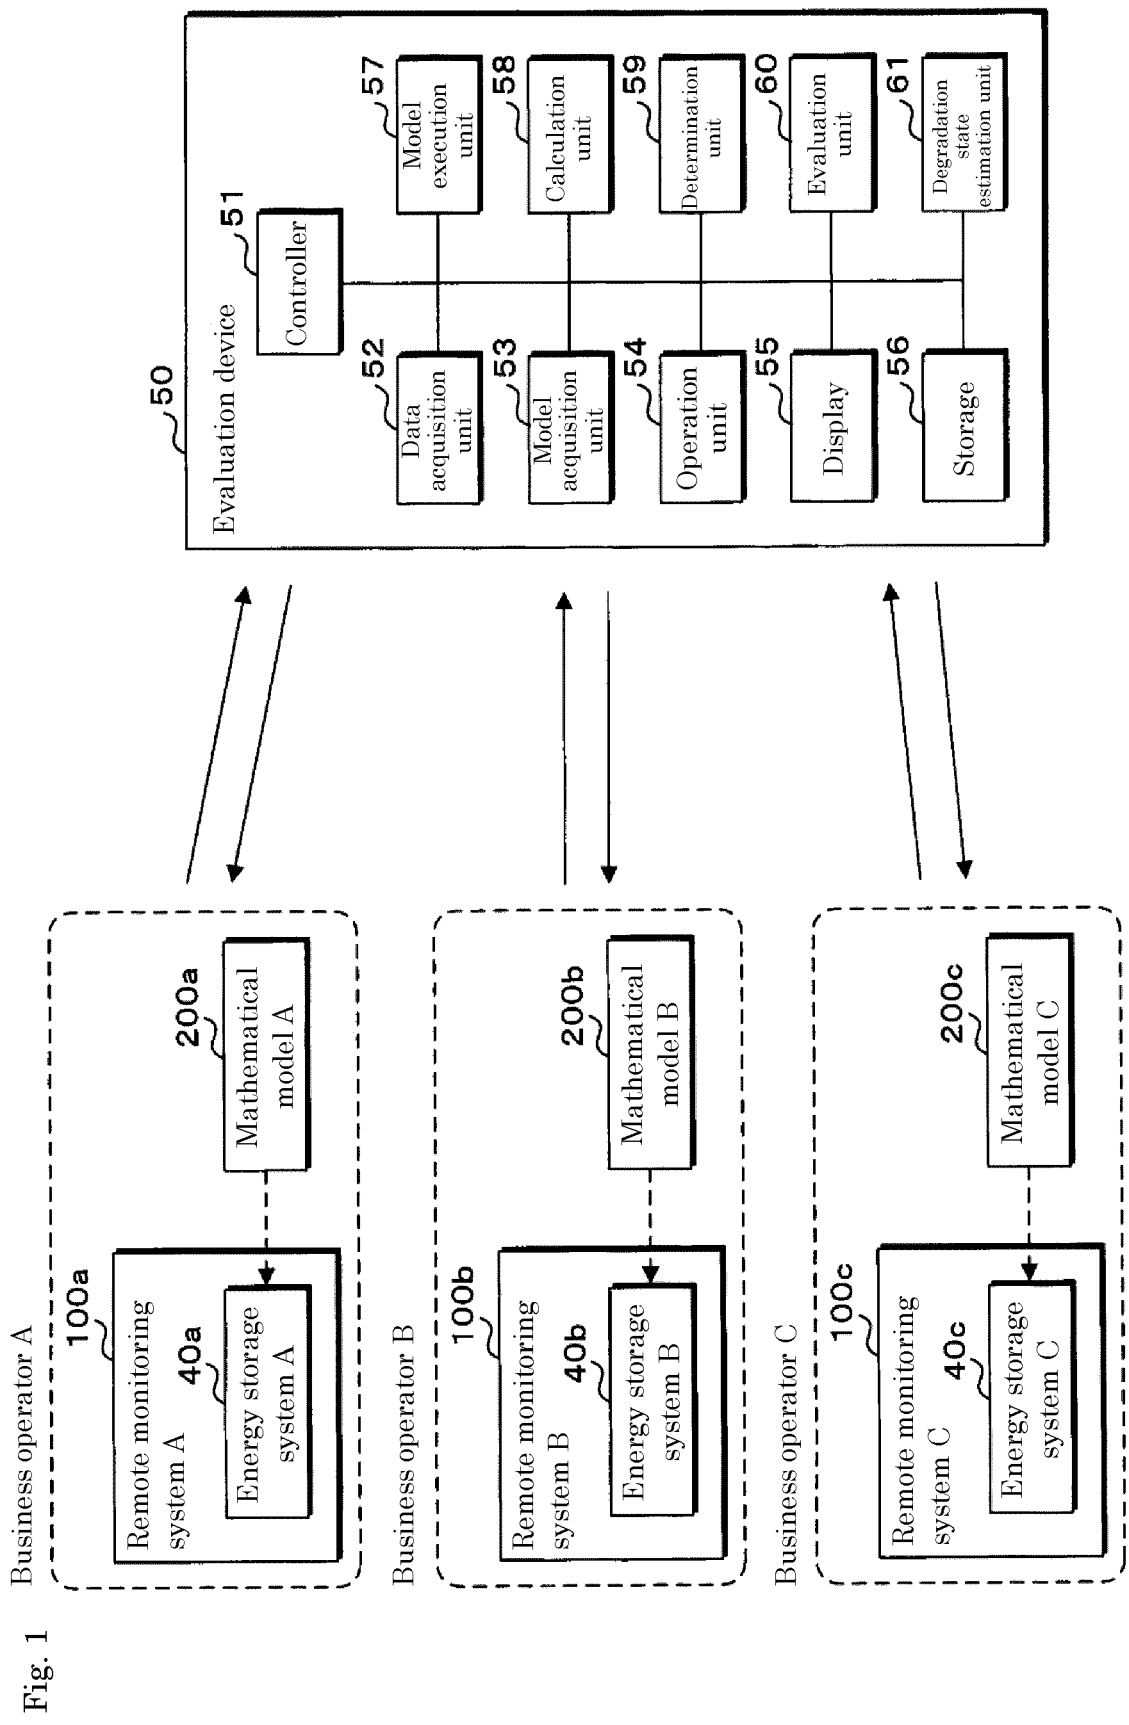 Fig. 1
Business operator A
100a
Remote monitoring
system A
40a
Energy storage
system A
200a
Mathematical
model A
Business operator B
100b
Remote monitoring
system B
40b
Energy storage
system B
200b
Mathematical
model B
Business operator C
100c
Remote monitoring
system C
40c
Energy storage
system C
200c
Mathematical
model C
50
Evaluation device
51
Controller
52
Data
acquisition
unit
53
Model
acquisition
unit
54
Operation
unit
55
Display
56
Storage
57
Model
execution
unit
58
Calculation
unit
59
Determination
unit
60
Evaluation
unit
61
Degradation
state
estimation unit